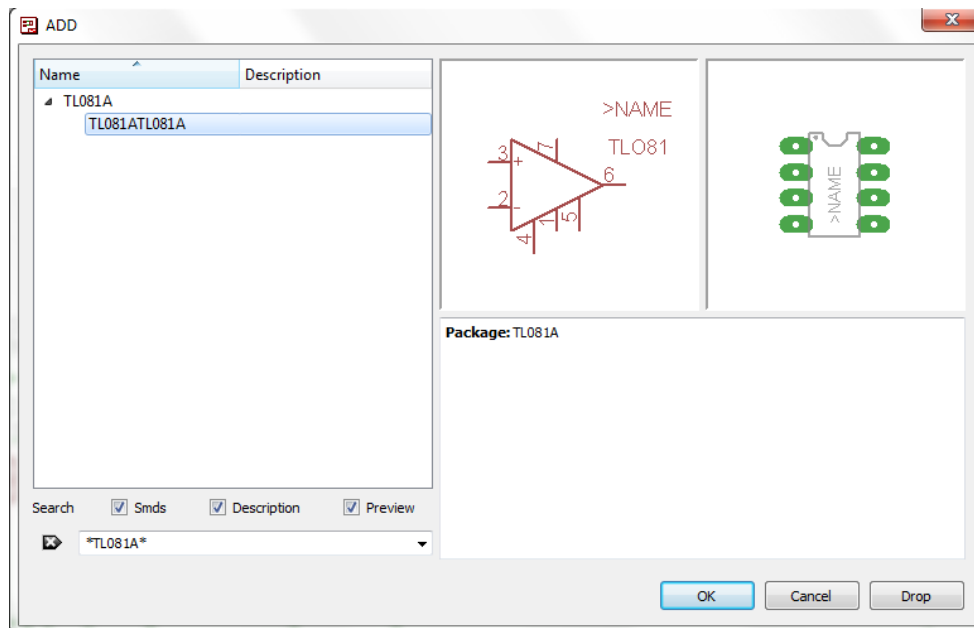 ADD
Name Description
TL081A
TL081ATL081A
>NAME
TLO81
3
+
7
6
2
-
4
1
5
>NAME
Package: TL081A
Search Smds Description Preview
*TL081A*
OK Cancel Drop